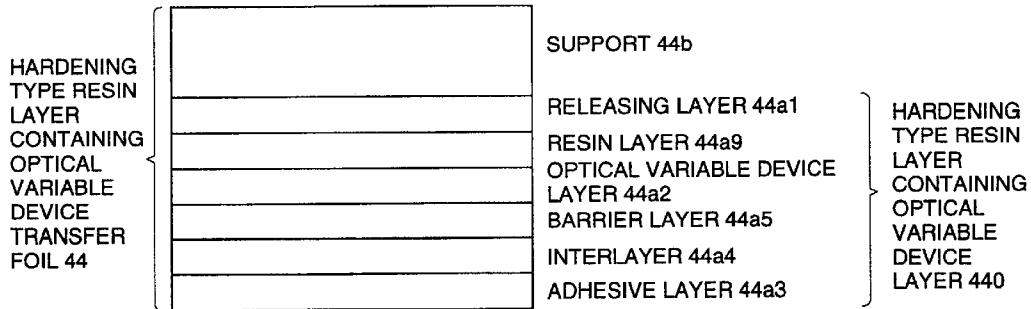 HARDENING
TYPE RESIN
LAYER
CONTAINING
OPTICAL
VARIABLE
DEVICE
TRANSFER
FOIL 44
SUPPORT 44b
RELEASING LAYER 44a1
RESIN LAYER 44a9
OPTICAL VARIABLE DEVICE
LAYER 44a2
BARRIER LAYER 44a5
INTERLAYER 44a4
ADHESIVE LAYER 44a3
HARDENING
TYPE RESIN
LAYER
CONTAINING
OPTICAL
VARIABLE
DEVICE
LAYER 440